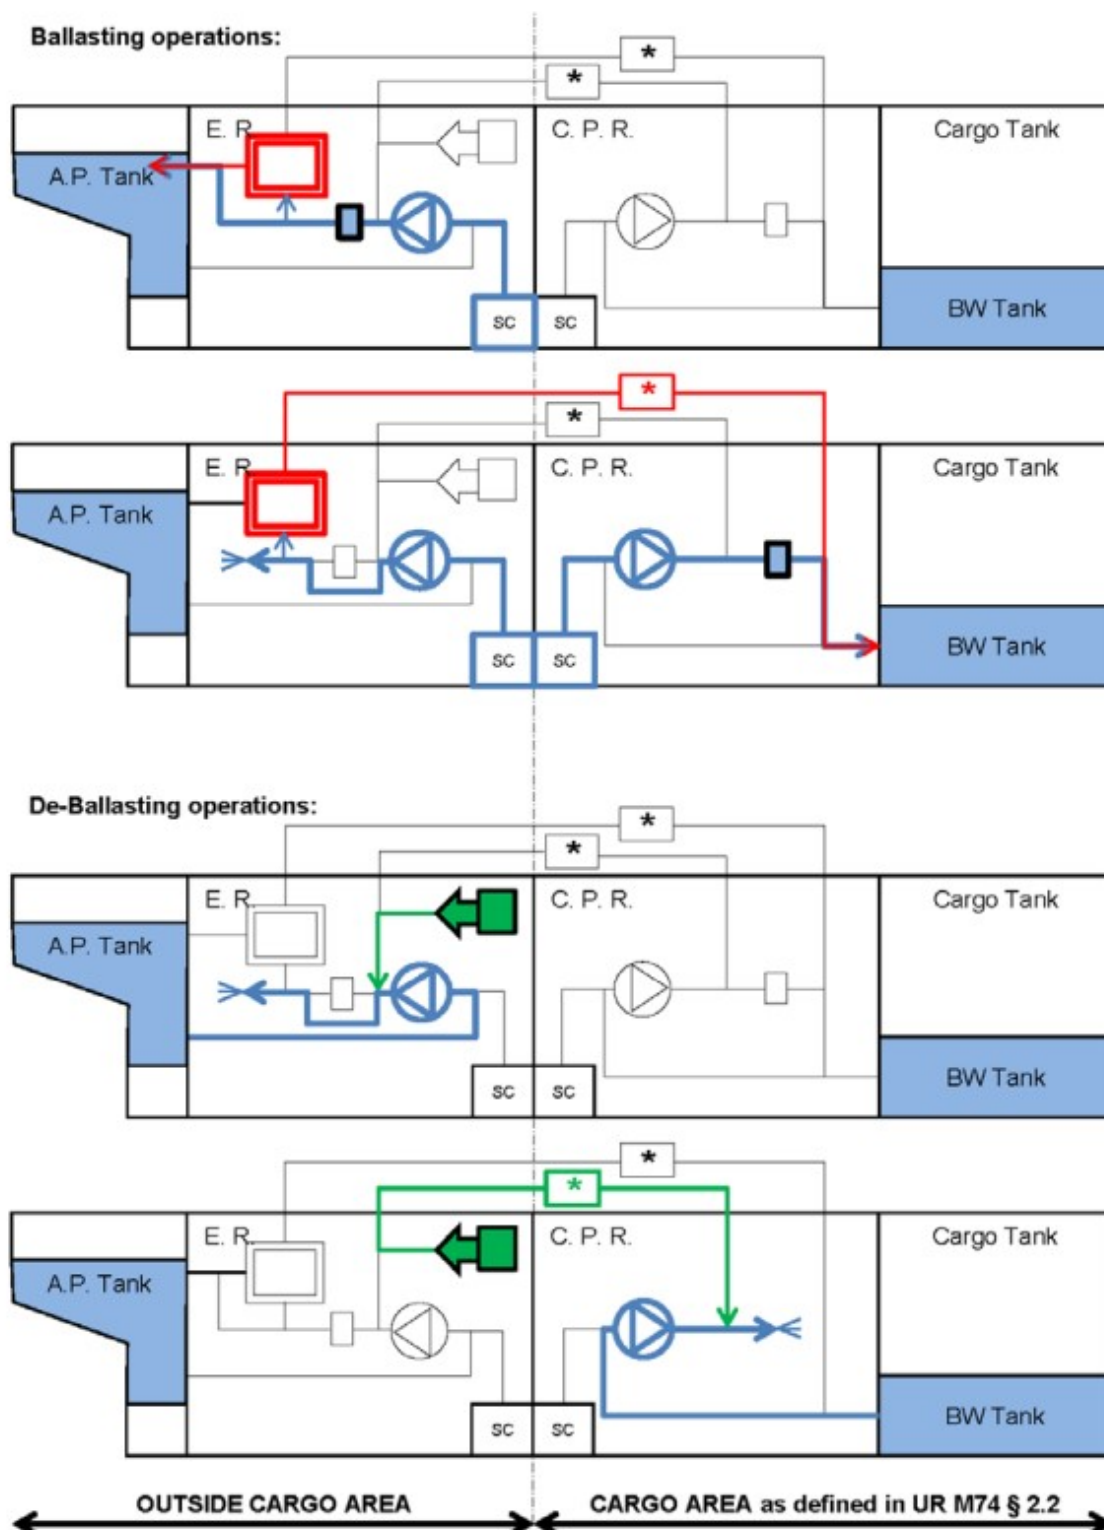 Ballasting operations:
*
*
E. R.
C. P. R.
Cargo Tank
A.P. Tank
BW Tank
SC
SC
*
*
E. R.
C. P. R.
Cargo Tank
A.P. Tank
BW Tank
SC
SC
De-Ballasting operations:
*
*
E. R.
C. P. R.
Cargo Tank
A.P. Tank
BW Tank
SC
SC
*
*
E. R.
C. P. R.
Cargo Tank
A.P. Tank
BW Tank
SC
SC
OUTSIDE CARGO AREA
CARGO AREA as defined in UR M74 § 2.2